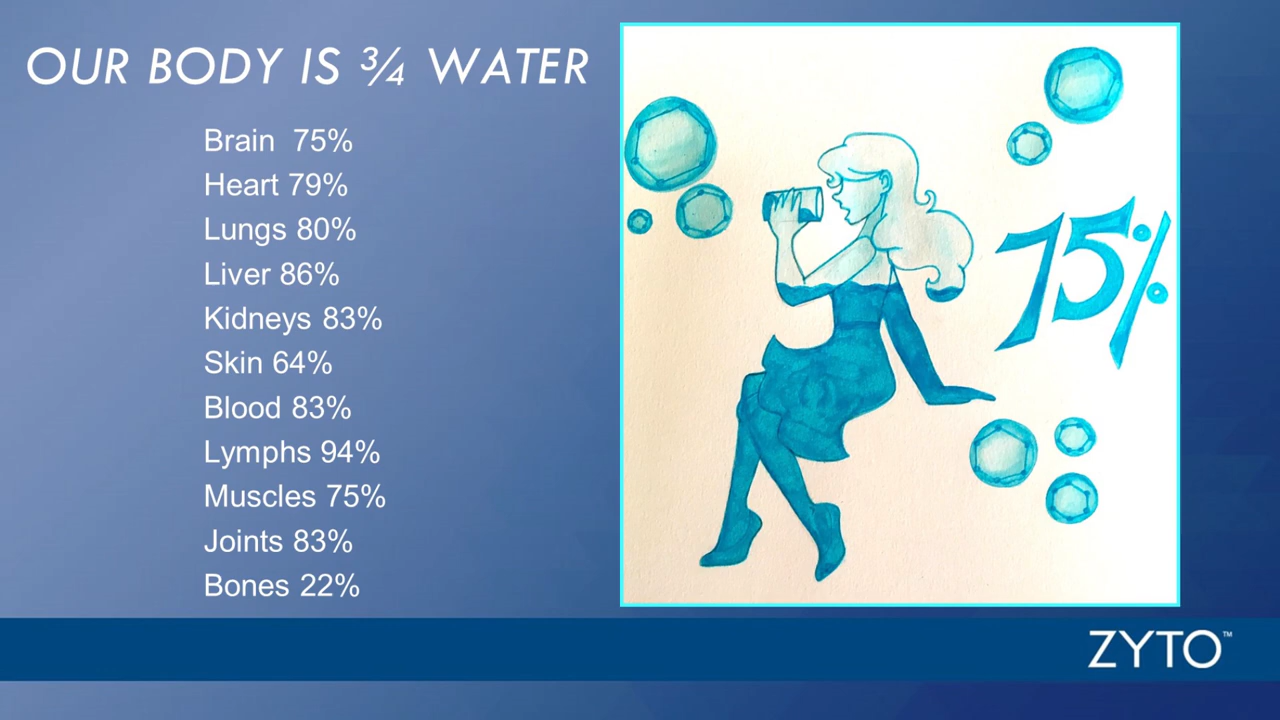 OUR BODY IS ¾ WATER
Brain  75%
Heart 79%
Lungs 80%
Liver 86%
Kidneys 83%
Skin 64%
Blood 83%
Lymphs 94%
Muscles 75%
Joints 83%
Bones 22%
75%
ZYTO™